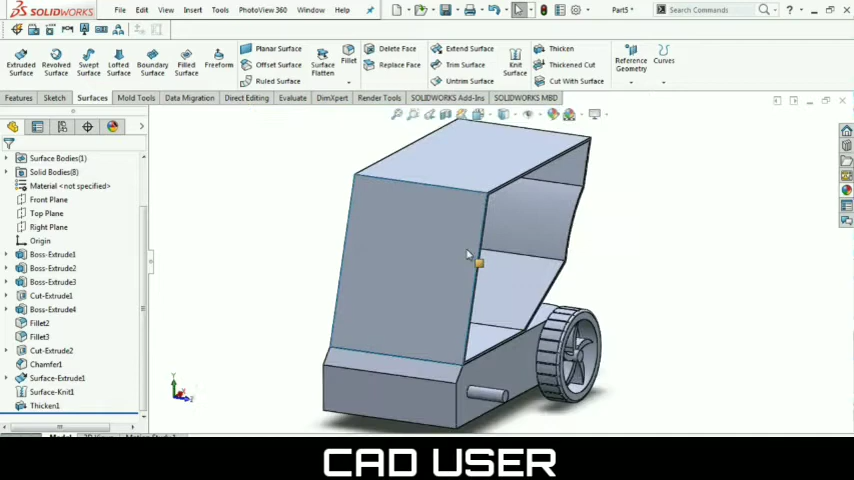 SOLIDWORKS File Edit View Insert Tools PhotoView 360 Window Help Part5* Search Commands ?
Extruded Surface Revolved Surface Swept Surface Lofted Surface Boundary Surface Filled Surface Freeform
Planar Surface
Offset Surface
Ruled Surface
Surface Flatten
Fillet
Delete Face
Replace Face
Extend Surface
Trim Surface
Untrim Surface
Knit Surface
Thicken
Thickened Cut
Cut With Surface
Reference Geometry
Curves
Features Sketch Surfaces Mold Tools Data Migration Direct Editing Evaluate DimXpert Render Tools SOLIDWORKS Add-Ins SOLIDWORKS MBD
Surface Bodies(1)
Solid Bodies(8)
Material <not specified>
Front Plane
Top Plane
Right Plane
Origin
Boss-Extrude1
Boss-Extrude2
Boss-Extrude3
Cut-Extrude1
Boss-Extrude4
Fillet2
Fillet3
Cut-Extrude2
Chamfer1
Surface-Extrude1
Surface-Knit1
Thicken1
Y
Z
CAD USER